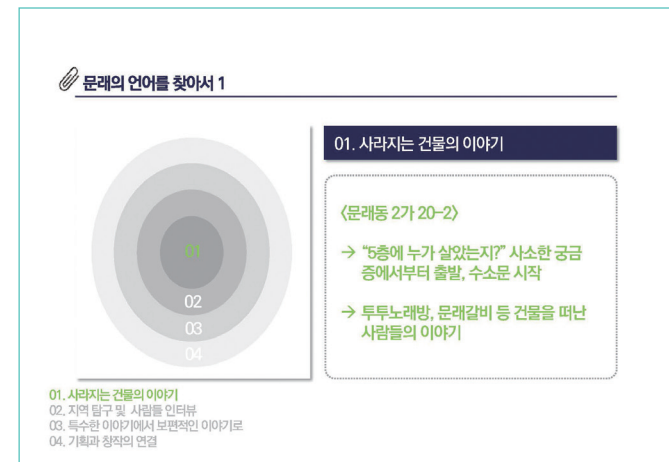 문래의 언어를 찾아서 1
01
02
03
04
01. 사라지는 건물의 이야기
〈문래동 2가 20-2〉
→ “5층에 누가 살았는지?” 사소한 궁금
증에서부터 출발, 수소문 시작
→ 투투노래방, 문래갈비 등 건물을 떠난
사람들의 이야기
01. 사라지는 건물의 이야기
02. 지역 탐구 및 사람들 인터뷰
03. 특수한 이야기에서 보편적인 이야기로
04. 기획과 창작의 연결